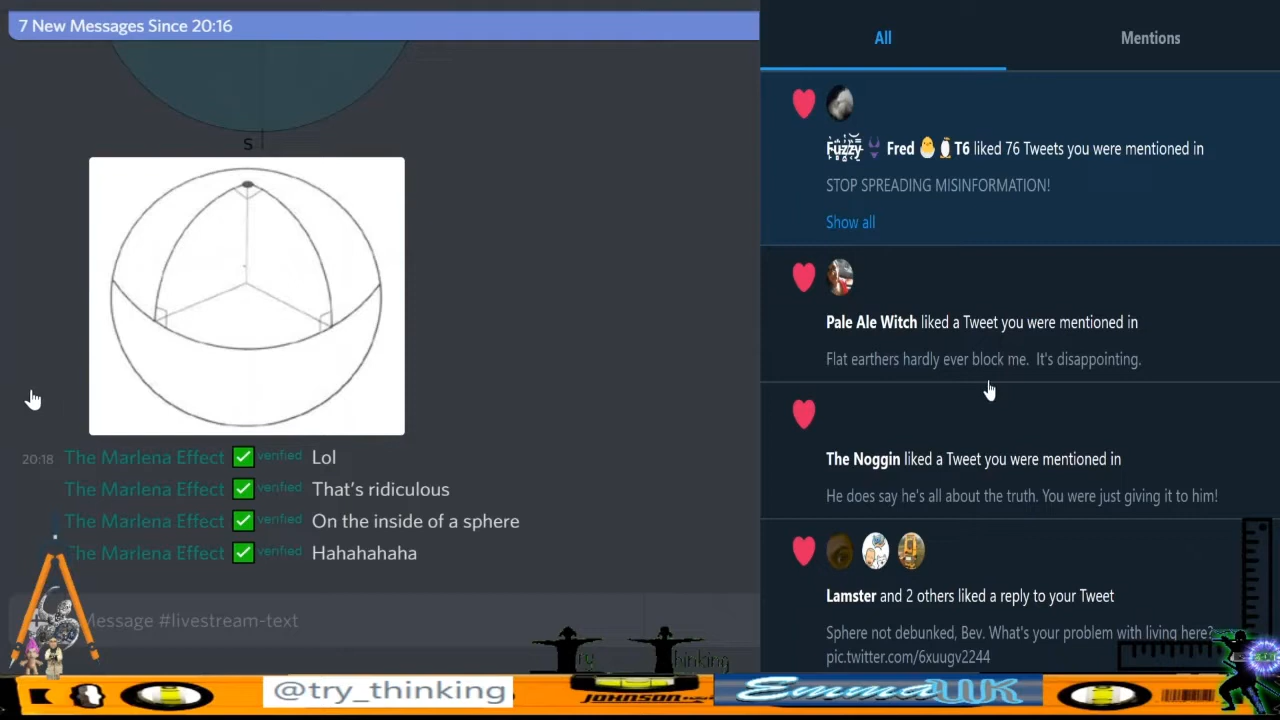 7 New Messages Since 20:16
S
20:18 The Marlena Effect ✅ verified Lol
The Marlena Effect ✅ verified That's ridiculous
The Marlena Effect ✅ verified On the inside of a sphere
The Marlena Effect ✅ verified Hahahahaha
Message #livestream-text
All
Mentions
Fuzzy Fred 🐥🐧 T6 liked 76 Tweets you were mentioned in
STOP SPREADING MISINFORMATION!
Show all
Pale Ale Witch liked a Tweet you were mentioned in
Flat earthers hardly ever block me. It's disappointing.
The Noggin liked a Tweet you were mentioned in
He does say he's all about the truth. You were just giving it to him!
Lamster and 2 others liked a reply to your Tweet
Sphere not debunked, Bev. What's your problem with living here?
pic.twitter.com/6xuugv2244
@try_thinking
JOHNSON
EmmaUK